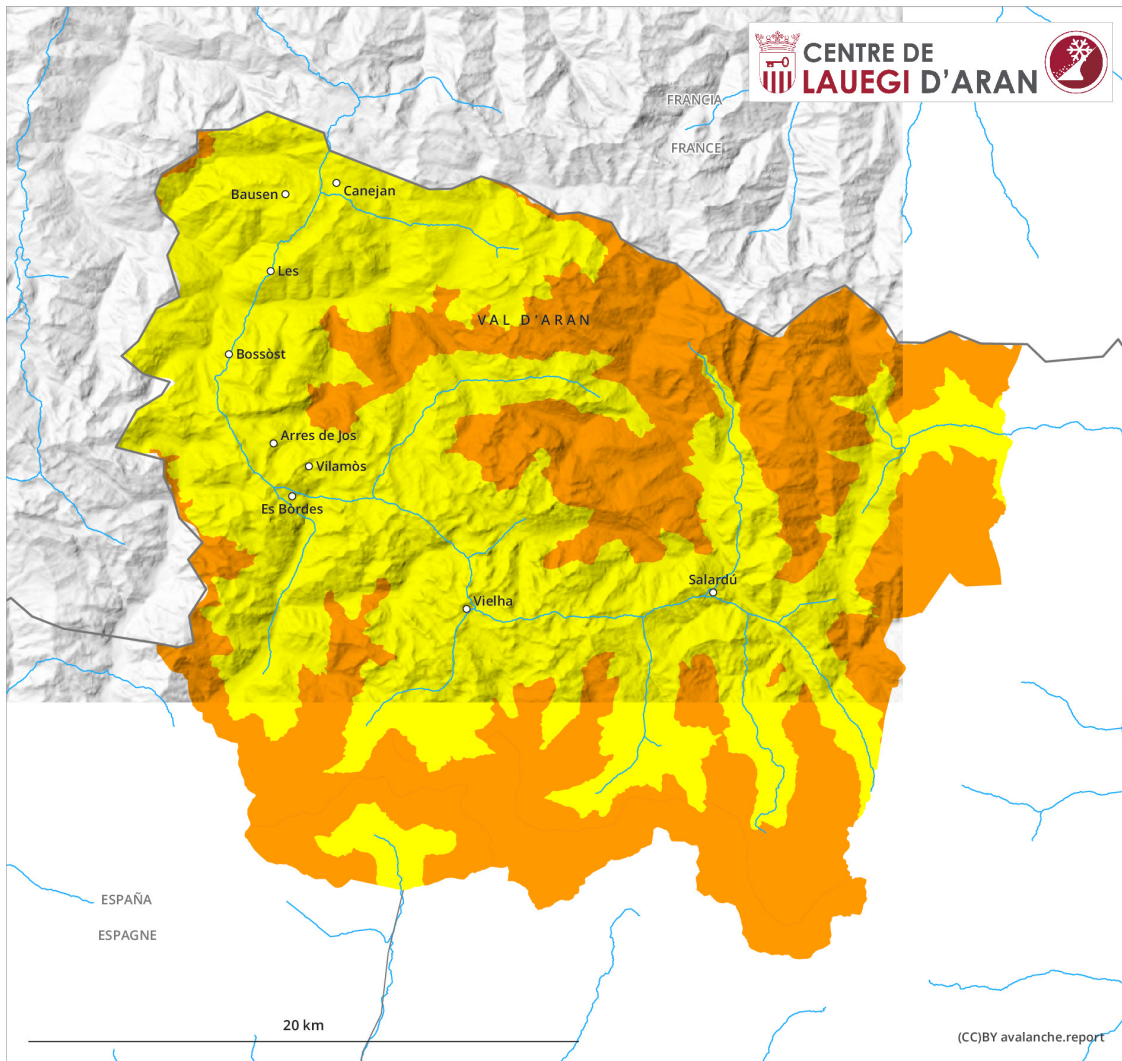 CENTRE DE
LAUEGI D'ARAN
FRANCIA
FRANCE
Bausen
Canejan
Les
VAL D'ARAN
Bossòst
Arres de Jos
Vilamòs
Es Bòrdes
Salardú
Vielha
ESPAÑA
ESPAGNE
20 km
(CC)BY avalanche.report